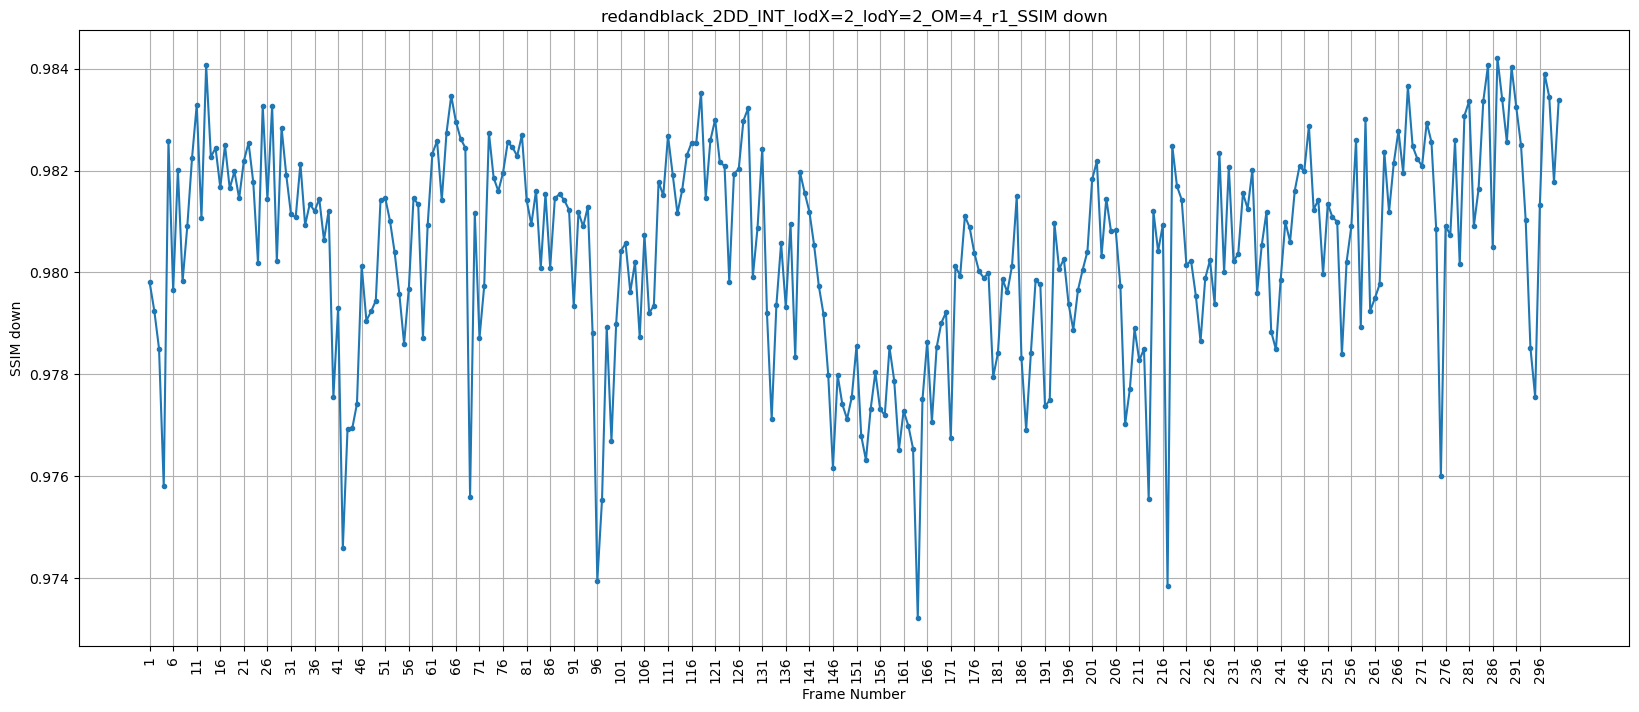 redandblack_2DD_INT_lodX=2_lodY=2_OM=4_r1_SSIM down
SSIM down
0.984
0.982
0.980
0.978
0.976
0.974
1 6 11 16 21 26 31 36 41 46 51 56 61 66 71 76 81 86 91 96 101 106 111 116 121 126 131 136 141 146 151 156 161 166 171 176 181 186 191 196 201 206 211 216 221 226 231 236 241 246 251 256 261 266 271 276 281 286 291 296
Frame Number